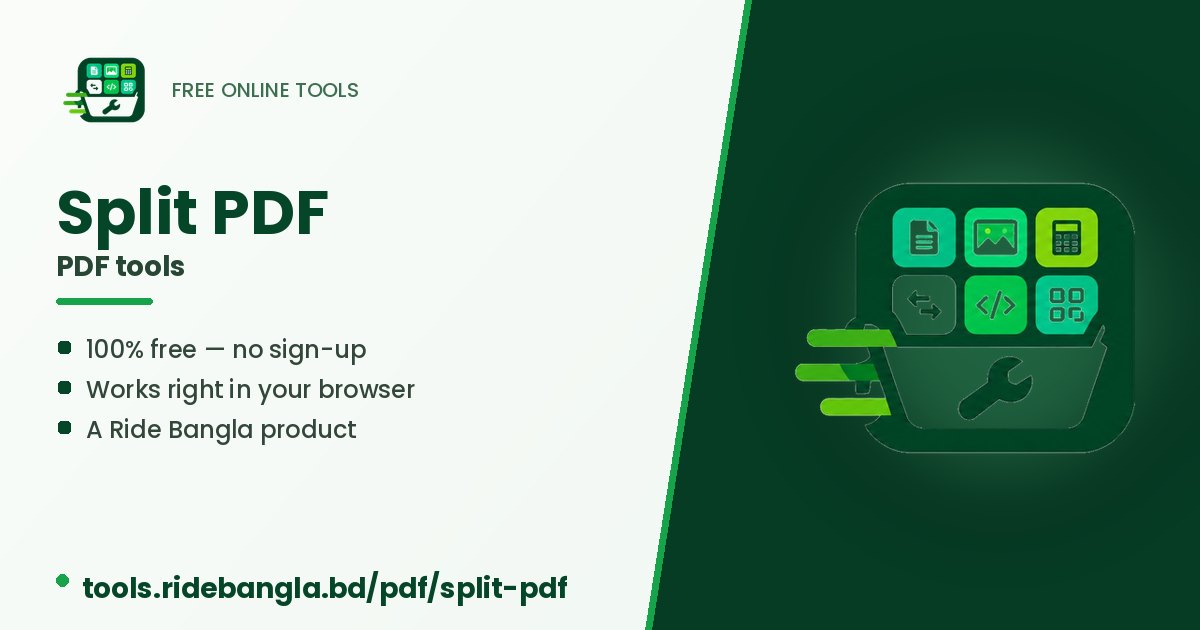 FREE ONLINE TOOLS
Split PDF
PDF tools
100% free — no sign-up
Works right in your browser
A Ride Bangla product
tools.ridebangla.bd/pdf/split-pdf